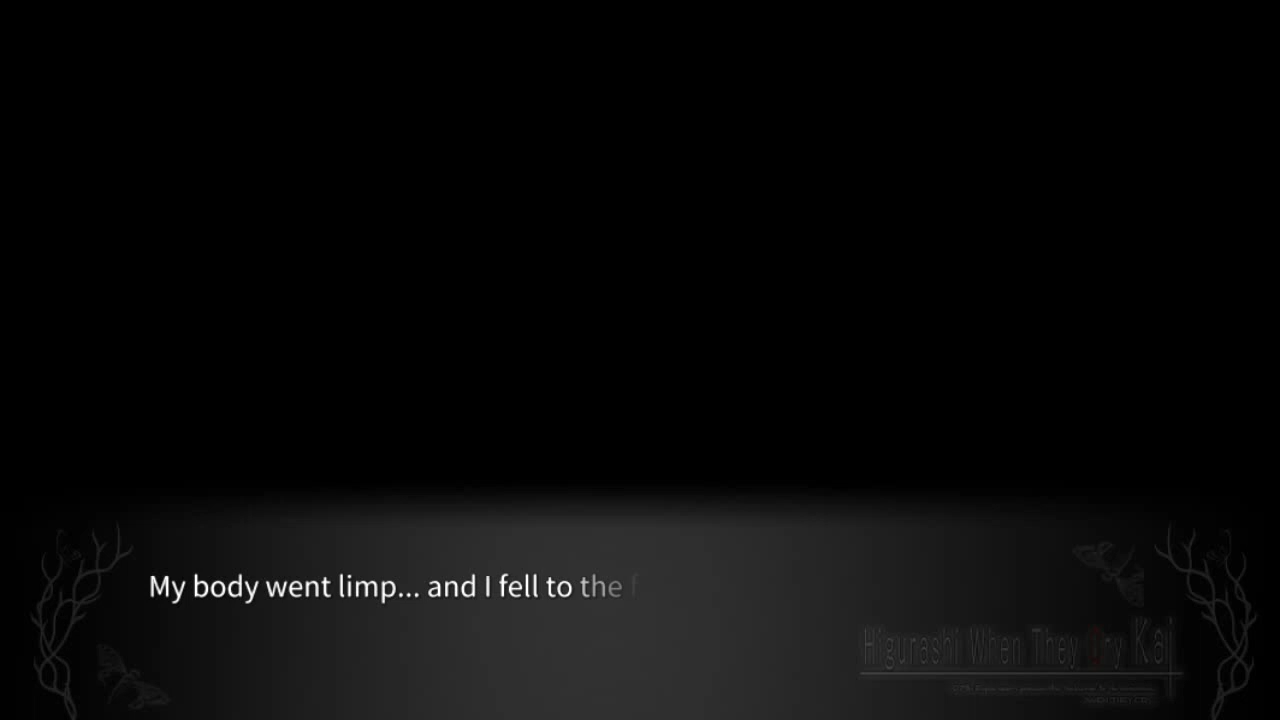 My body went limp... and I fell to the f
Higurashi When They Cry Kai